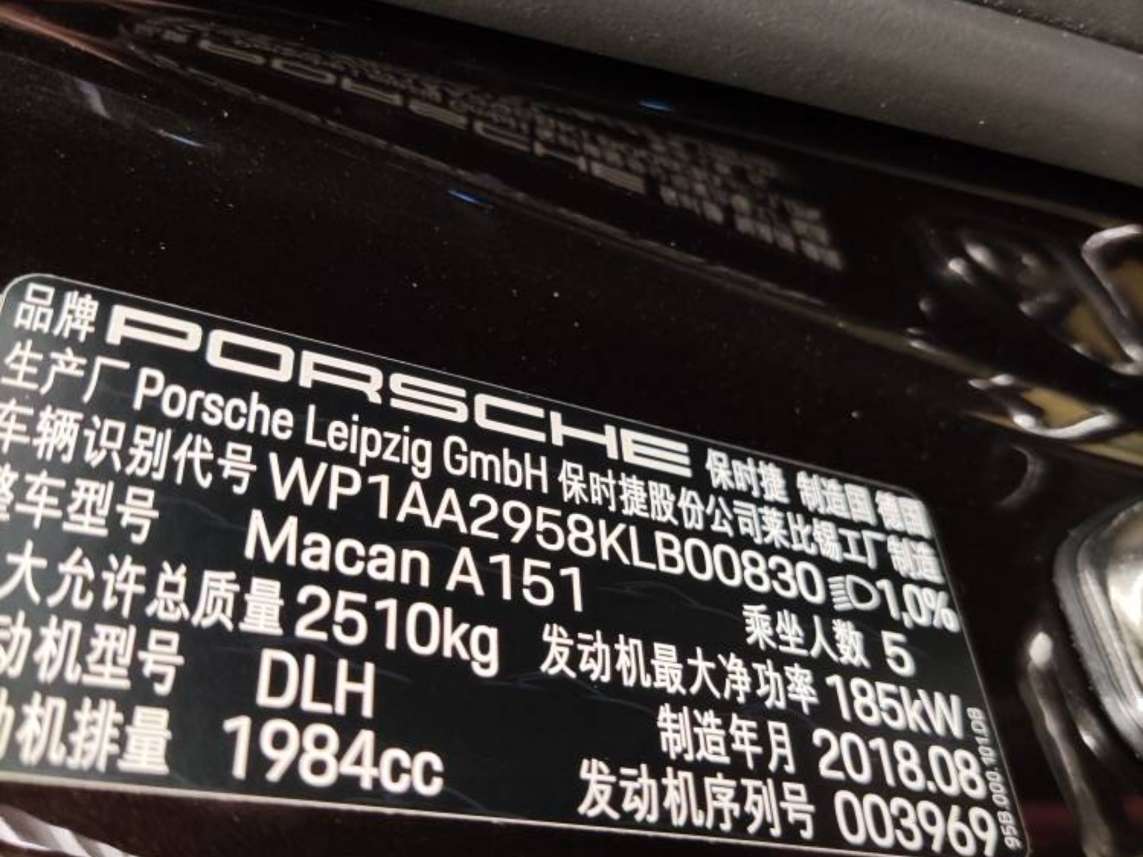 品牌 PORSCHE 保时捷 制造国 德国
生产厂 Porsche Leipzig GmbH 保时捷股份公司莱比锡工厂制造
车辆识别代号 WP1AA2958KLB00830 1,0%
整车型号 Macan A151 乘坐人数 5
大允许总质量 2510kg 发动机最大净功率 185kW
动机型号 DLH 制造年月 2018.08
动机排量 1984cc 发动机序列号 003969
95B.000.101.DB